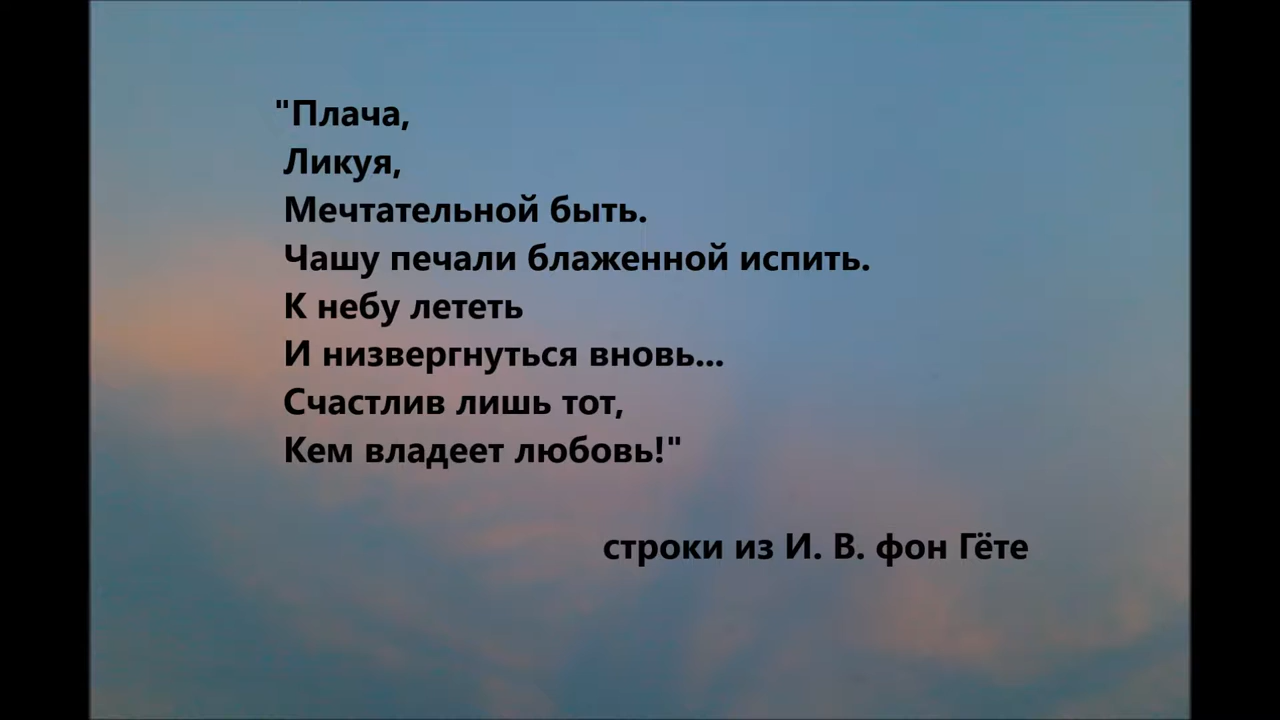 "Плача,
Ликуя,
Мечтательной быть.
Чашу печали блаженной испить.
К небу лететь
И низвергнуться вновь...
Счастлив лишь тот,
Кем владеет любовь!"
строки из И. В. фон Гёте